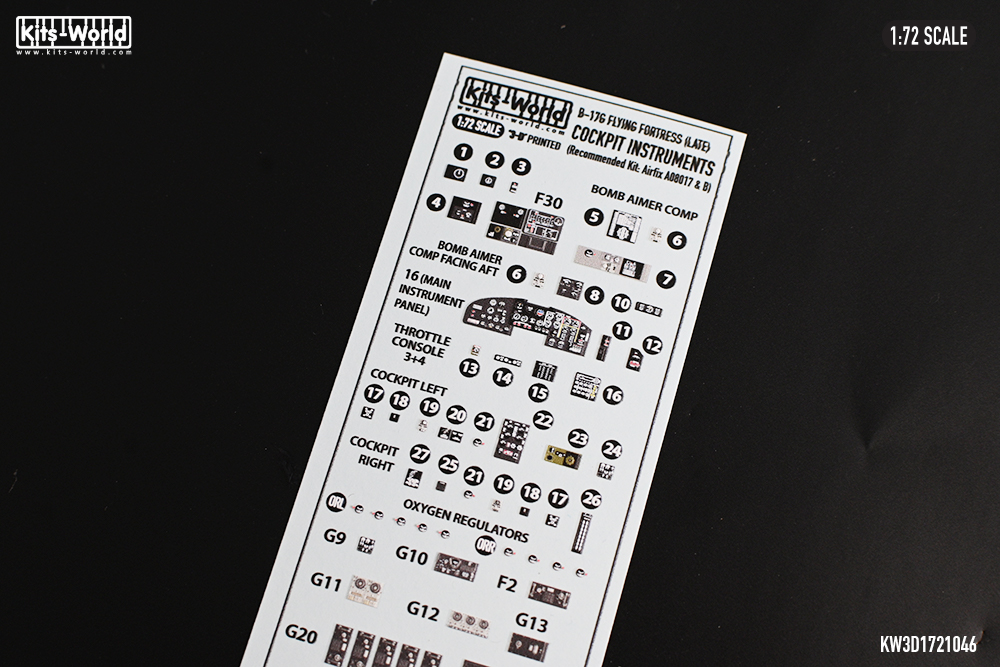 Kits-World
www.kits-world.com
1:72 SCALE
Kits-World
www.kits-world.com
1:72 SCALE "3-D" PRINTED
B-17G FLYING FORTRESS (LATE)
COCKPIT INSTRUMENTS
(Recommended Kit: Airfix A08017 & B)
1 2 3
BOMB AIMER COMP
4 F30 5 6
BOMB AIMER
COMP FACING AFT
6 7
16 (MAIN
INSTRUMENT
PANEL)
8 10
11 12
THROTTLE
CONSOLE
3+4
13 14 15 16
COCKPIT LEFT
17 18 19 20 21 22 23 24
COCKPIT
RIGHT
27 25 21 19 18 17 26
ORL
OXYGEN REGULATORS
ORR
G9 G10 F2
G11 G12 G13
G20
KW3D1721046